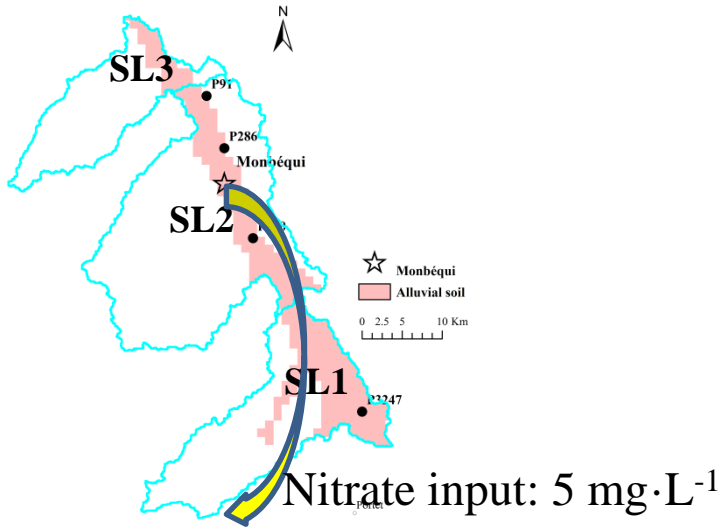 N
SL3
P91
P286
Monbéqui
SL2
Monbéqui
Alluvial soil
0 2.5 5 10 Km
SL1
P3247
Nitrate input: 5 mg·L-1
Portet